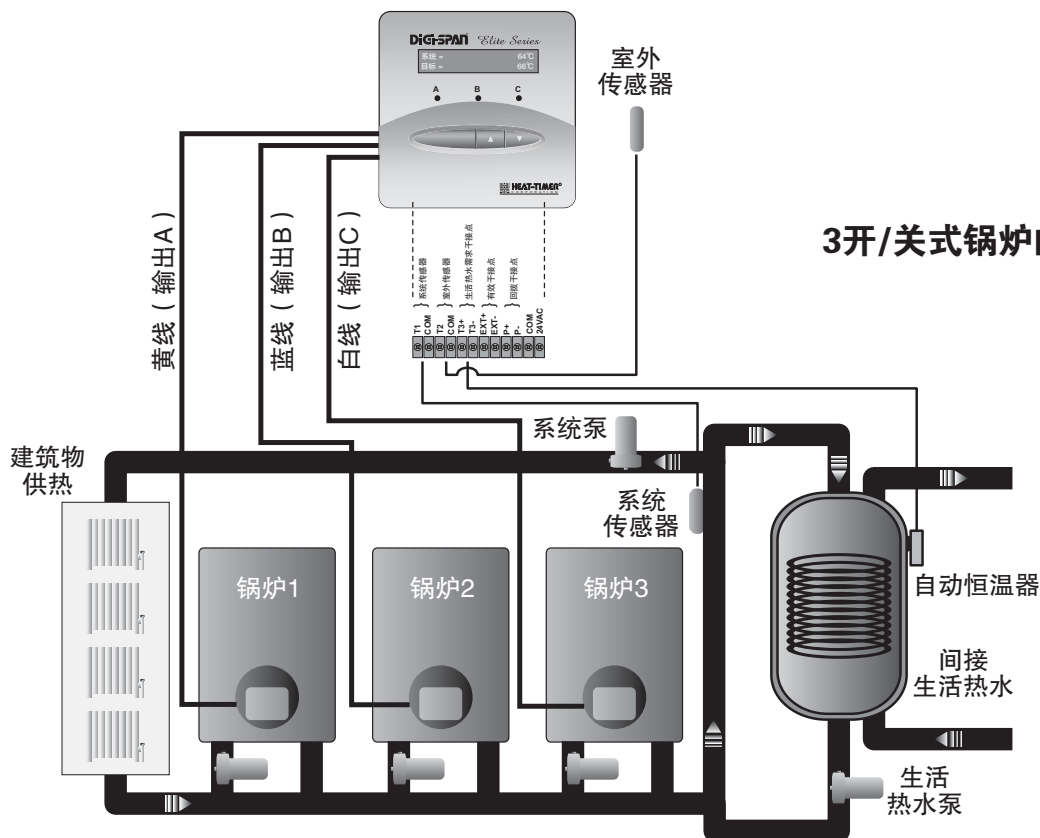 DiGi-SPAN Elite Series
系统 = 64℃
目标 = 66℃
A B C
▲ ▼
HEAT-TIMER®
CORPORATION
室外
传感器
3开/关式锅炉
黄线(输出A)
蓝线(输出B)
白线(输出C)
系统传感器
室外传感器
生活热水需求干接点
有效干接点
回拨干接点
T1
COM
T2
COM
T3+
T3-
EXT+
EXT-
P+
P-
COM
24VAC
系统泵
建筑物
供热
系统
传感器
锅炉1
锅炉2
锅炉3
自动恒温器
间接
生活热水
生活
热水泵